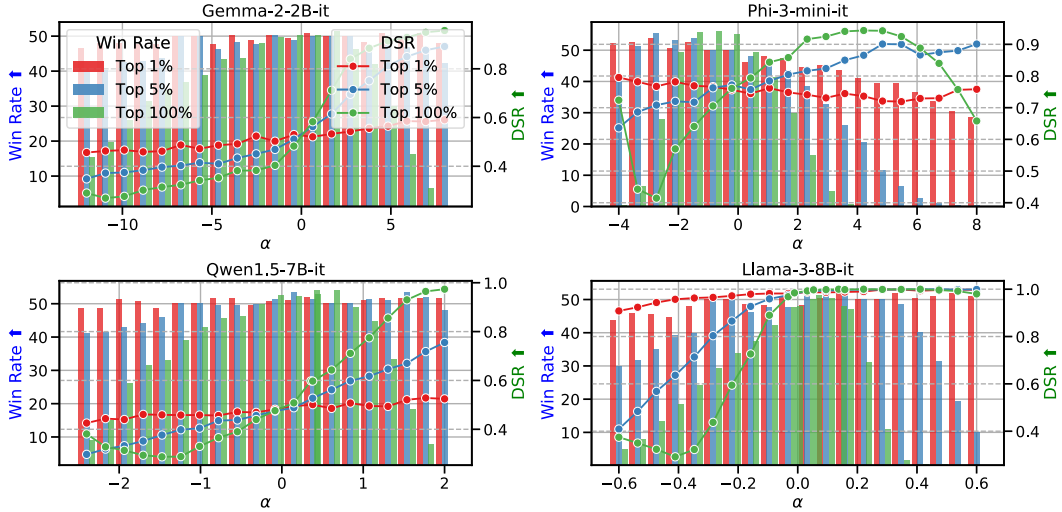 Gemma-2-2B-it
Win Rate ⬆
50
40
30
20
10
Win Rate
Top 1%
Top 5%
Top 100%
DSR
Top 1%
Top 5%
Top 100%
0.8
0.6
0.4
DSR ⬆
−10
−5
0
5
α
Phi-3-mini-it
Win Rate ⬆
50
40
30
20
10
0
0.9
0.8
0.7
0.6
0.5
0.4
DSR ⬆
−4
−2
0
2
4
6
8
α
Qwen1.5-7B-it
Win Rate ⬆
50
40
30
20
10
1.0
0.8
0.6
0.4
DSR ⬆
−2
−1
0
1
2
α
Llama-3-8B-it
Win Rate ⬆
50
40
30
20
10
1.0
0.8
0.6
0.4
DSR ⬆
−0.6
−0.4
−0.2
0.0
0.2
0.4
0.6
α